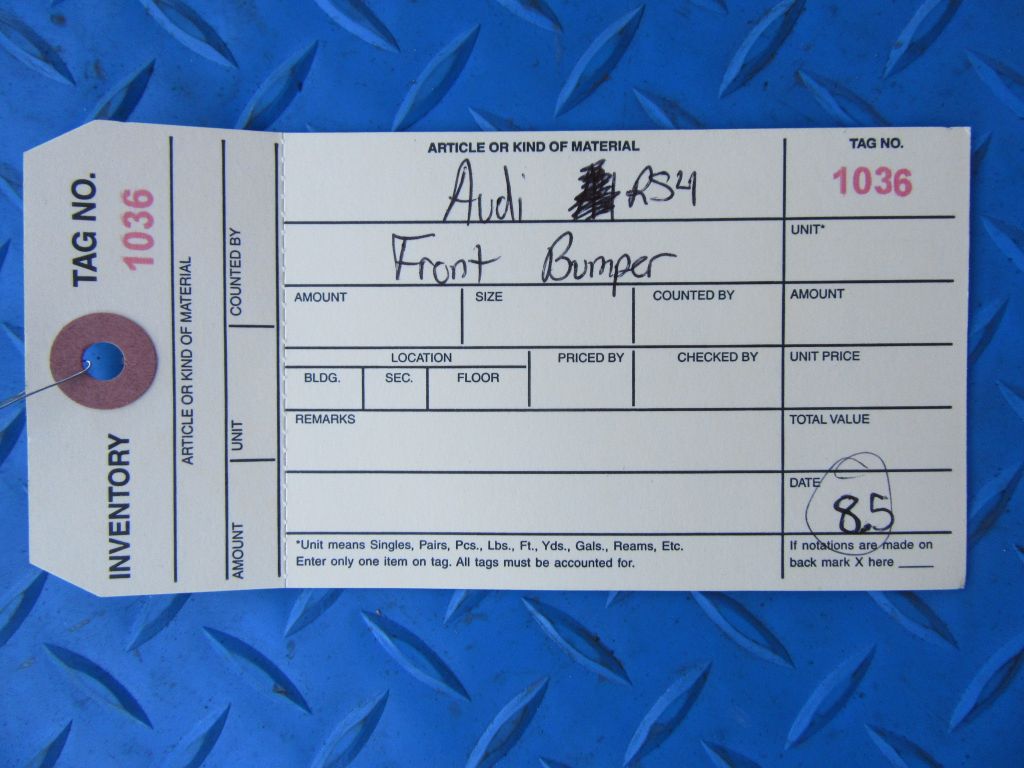 TAG NO.
1036
INVENTORY
ARTICLE OR KIND OF MATERIAL
COUNTED BY
UNIT
AMOUNT
ARTICLE OR KIND OF MATERIAL
Audi RS4
Front Bumper
TAG NO.
1036
UNIT*
AMOUNT SIZE COUNTED BY AMOUNT
LOCATION PRICED BY CHECKED BY UNIT PRICE
BLDG. SEC. FLOOR
REMARKS TOTAL VALUE
DATE
8.5
*Unit means Singles, Pairs, Pcs., Lbs., Ft., Yds., Gals., Reams, Etc.
Enter only one item on tag. All tags must be accounted for.
If notations are made on
back mark X here ____